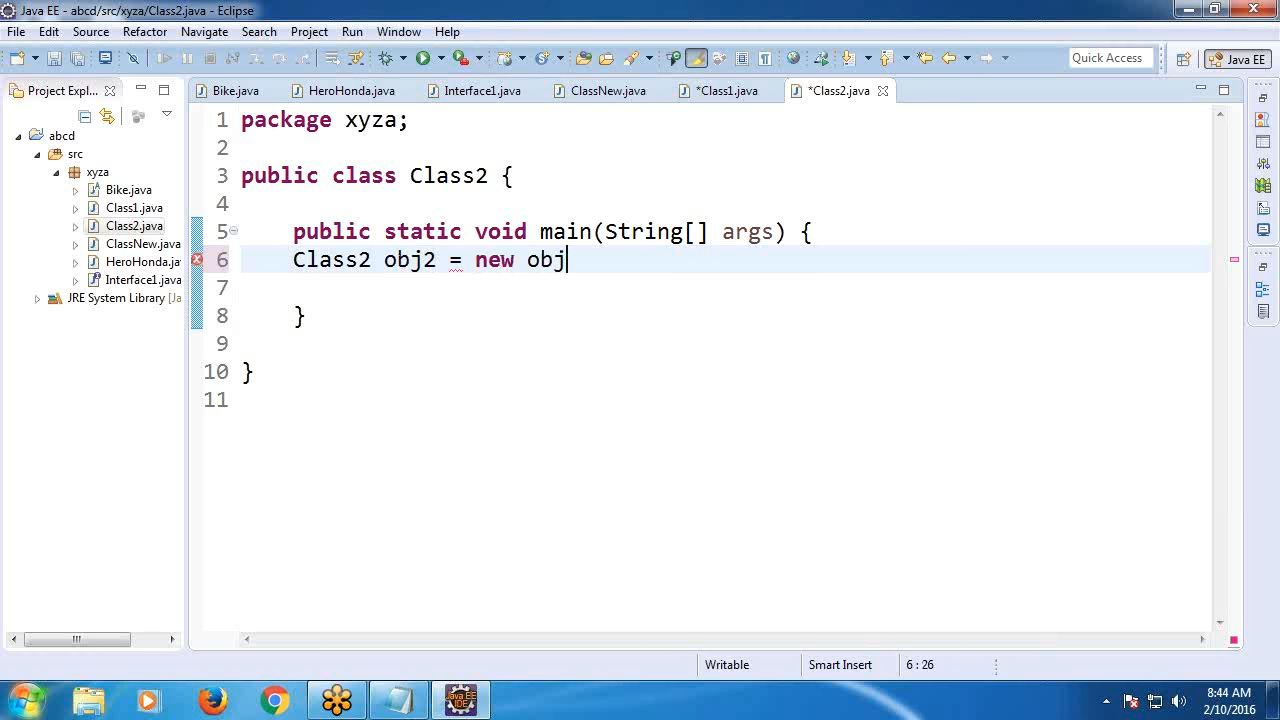 Java EE - abcd/src/xyza/Class2.java - Eclipse
File Edit Source Refactor Navigate Search Project Run Window Help
Quick Access
Java EE
Project Expl...
Bike.java
HeroHonda.java
Interface1.java
ClassNew.java
*Class1.java
*Class2.java
abcd
src
xyza
Bike.java
Class1.java
Class2.java
ClassNew.java
HeroHonda.ja
Interface1.java
JRE System Library [Ja
1 package xyza;
2
3 public class Class2 {
4
5 public static void main(String[] args) {
6 Class2 obj2 = new obj
7
8 }
9
10 }
11
Writable
Smart Insert
6 : 26
Java EE
IDE
8:44 AM
2/10/2016